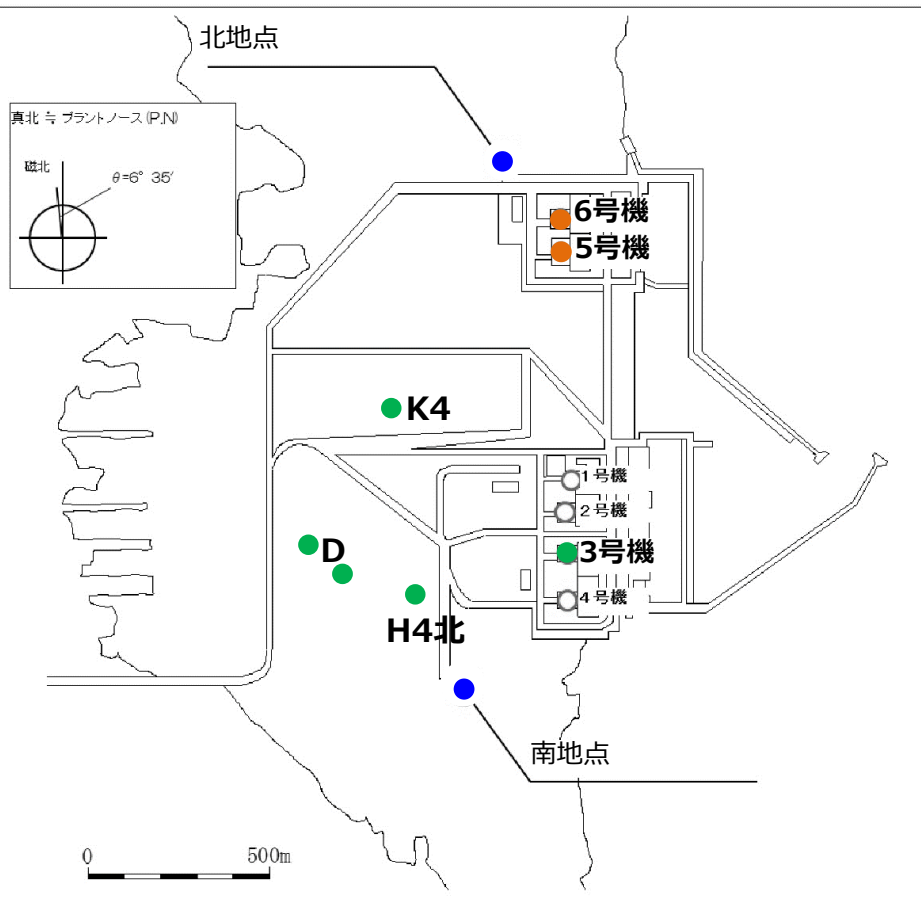 北地点
真北 ≒ プラントノース (P.N)
磁北
θ=6° 35′
6号機
5号機
K4
1号機
2号機
D
3号機
4号機
H4北
南地点
0 500m